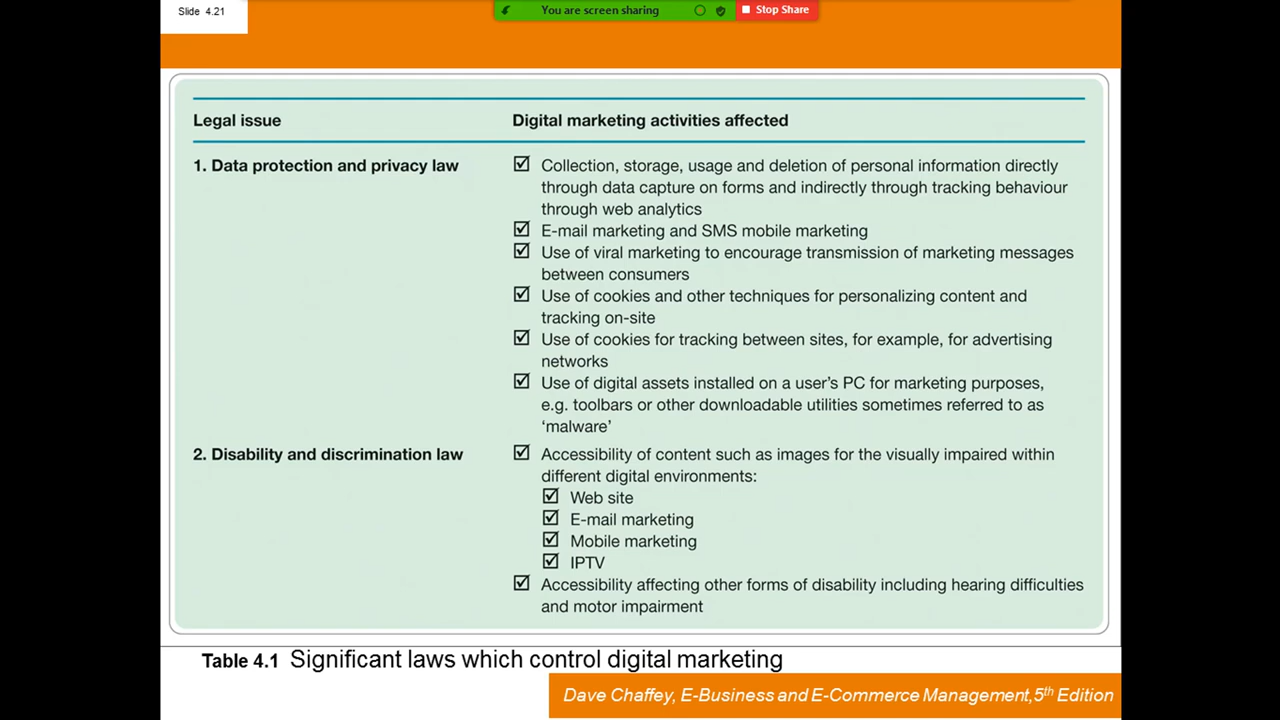 Slide 4.21
You are screen sharing
Stop Share
Legal issue
Digital marketing activities affected
1. Data protection and privacy law
Collection, storage, usage and deletion of personal information directly
through data capture on forms and indirectly through tracking behaviour
through web analytics
E-mail marketing and SMS mobile marketing
Use of viral marketing to encourage transmission of marketing messages
between consumers
Use of cookies and other techniques for personalizing content and
tracking on-site
Use of cookies for tracking between sites, for example, for advertising
networks
Use of digital assets installed on a user's PC for marketing purposes,
e.g. toolbars or other downloadable utilities sometimes referred to as
‘malware’
2. Disability and discrimination law
Accessibility of content such as images for the visually impaired within
different digital environments:
Web site
E-mail marketing
Mobile marketing
IPTV
Accessibility affecting other forms of disability including hearing difficulties
and motor impairment
Table 4.1 Significant laws which control digital marketing
Dave Chaffey, E-Business and E-Commerce Management,5th Edition